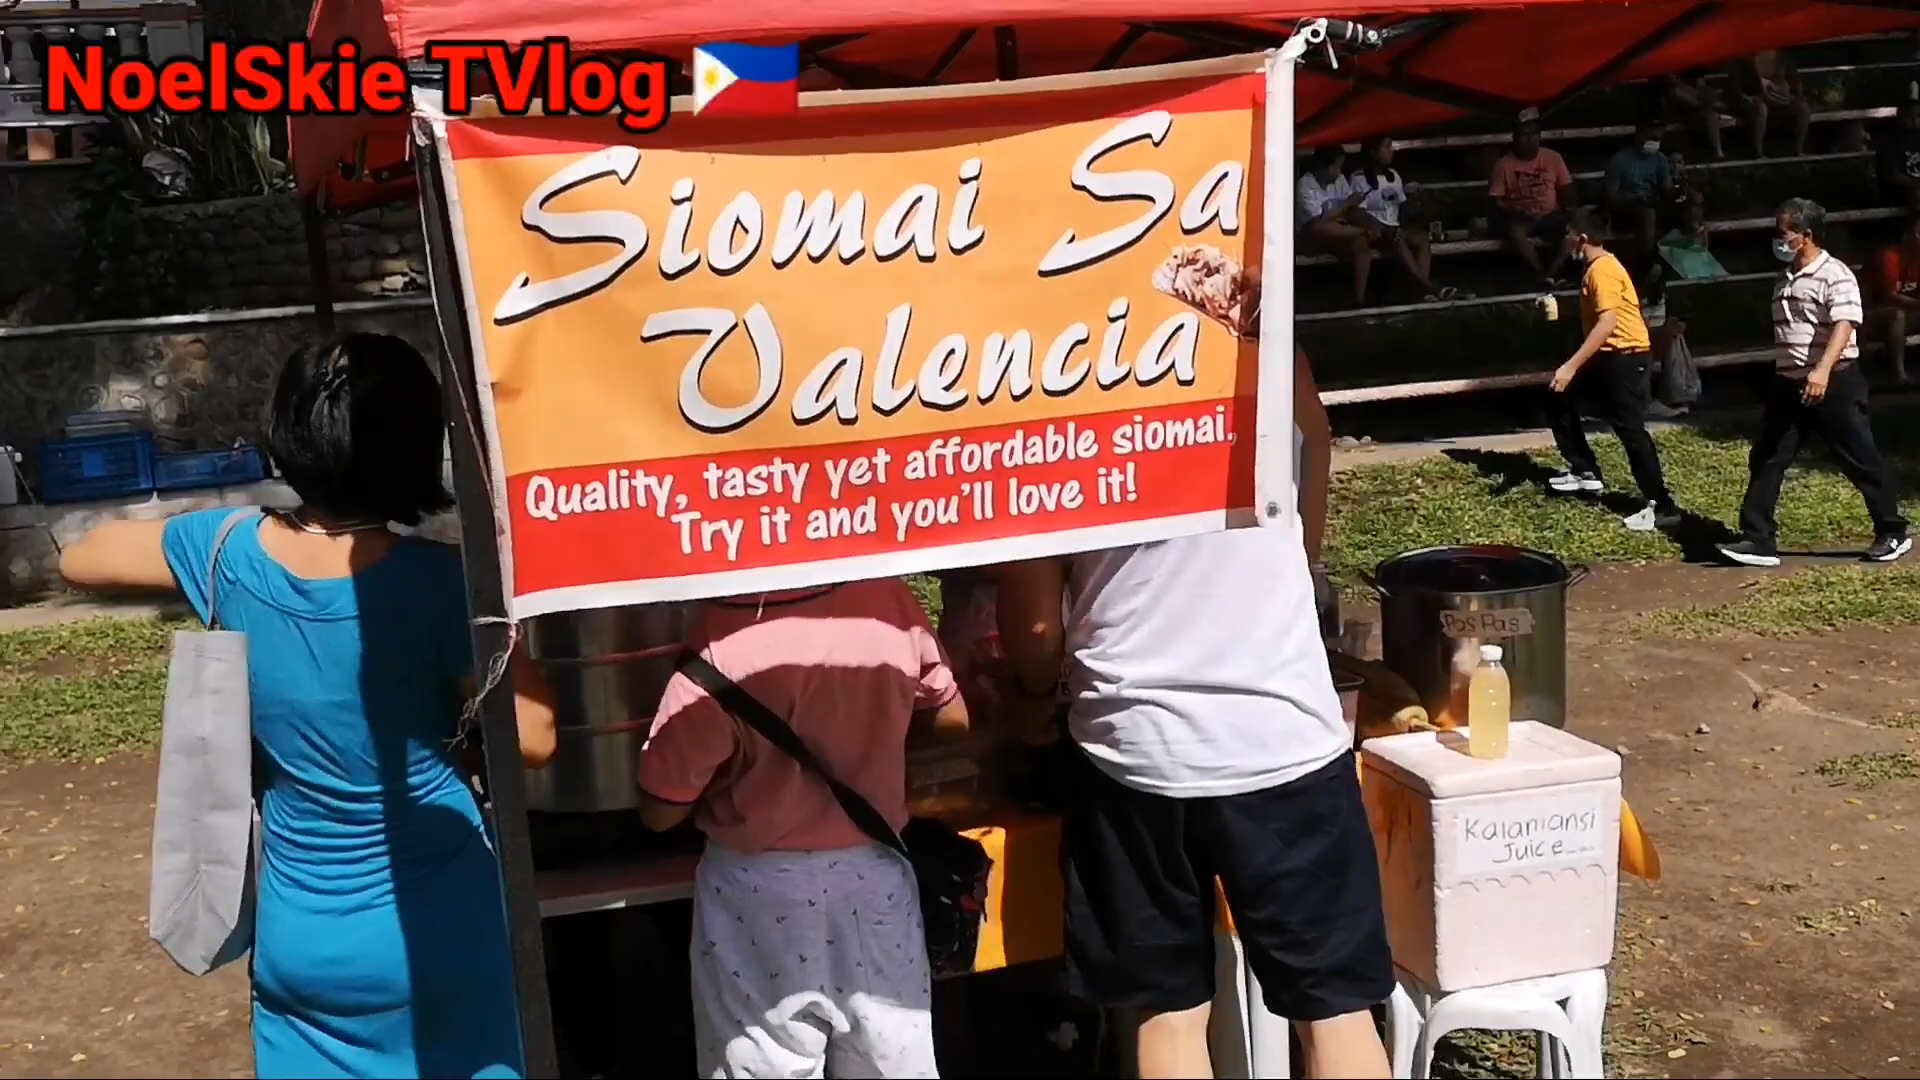 NoelSkie TVlog
Siomai Sa
Valencia
Quality, tasty yet affordable siomai.
Try it and you'll love it!
Pos Pas
Kalamansi
Juice....